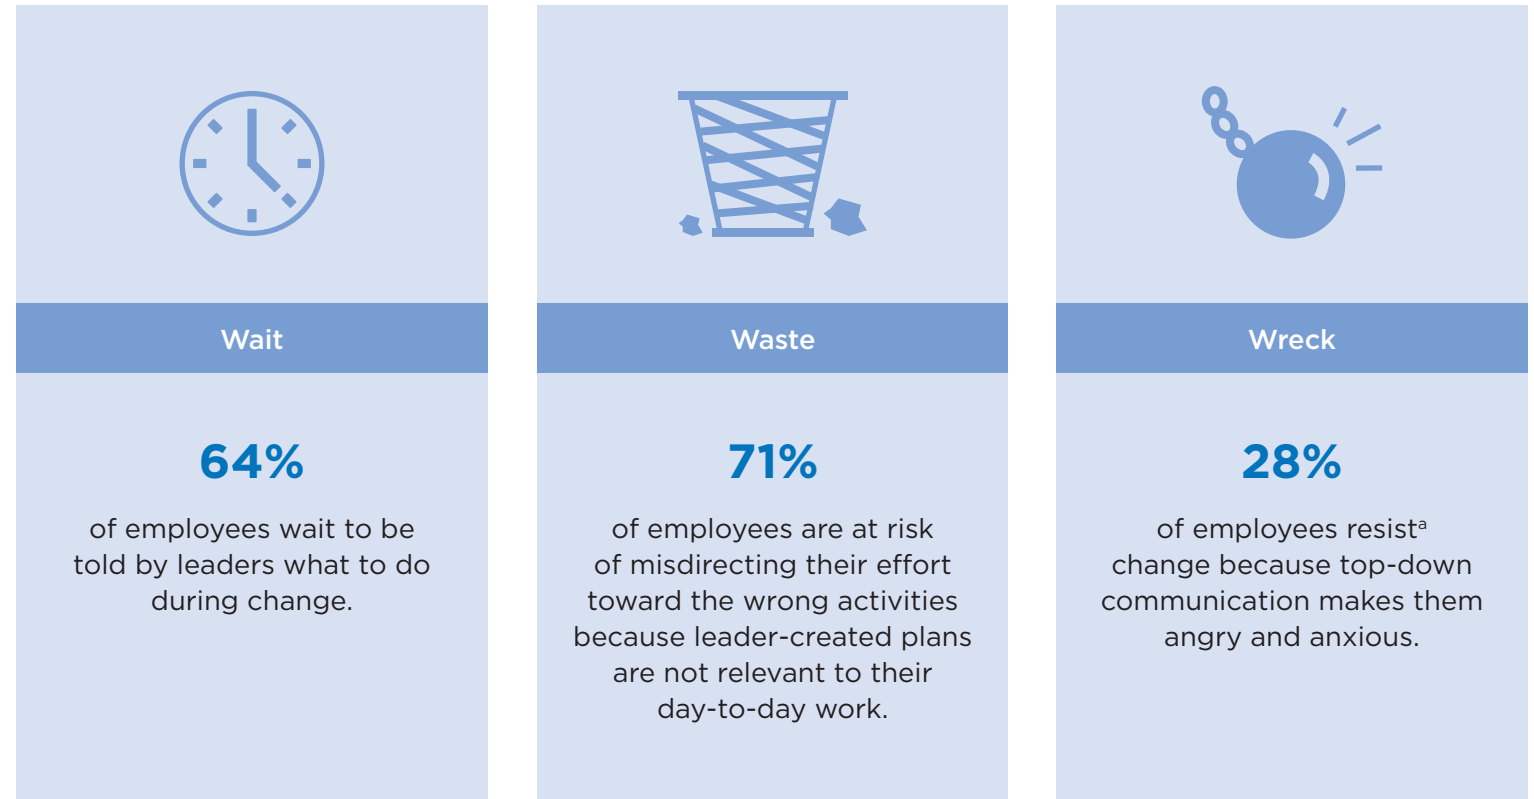 Wait
64%
of employees wait to be
told by leaders what to do
during change.
Waste
71%
of employees are at risk
of misdirecting their effort
toward the wrong activities
because leader-created plans
are not relevant to their
day-to-day work.
Wreck
28%
of employees resistᵃ
change because top-down
communication makes them
angry and anxious.